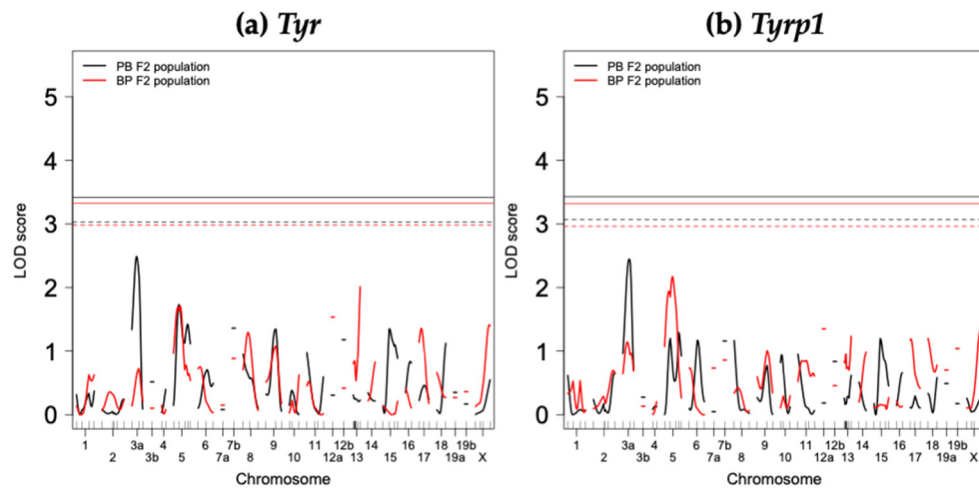 (a) Tyr
PB F2 population
BP F2 population
5
4
3
2
1
0
LOD score
1 3a 4 6 7b 9 11 12b 14 16 18 19b
2 3b 5 7a 8 10 12a 13 15 17 19a X
Chromosome
(b) Tyrp1
PB F2 population
BP F2 population
5
4
3
2
1
0
LOD score
1 3a 4 6 7b 9 11 12b 14 16 18 19b
2 3b 5 7a 8 10 12a 13 15 17 19a X
Chromosome